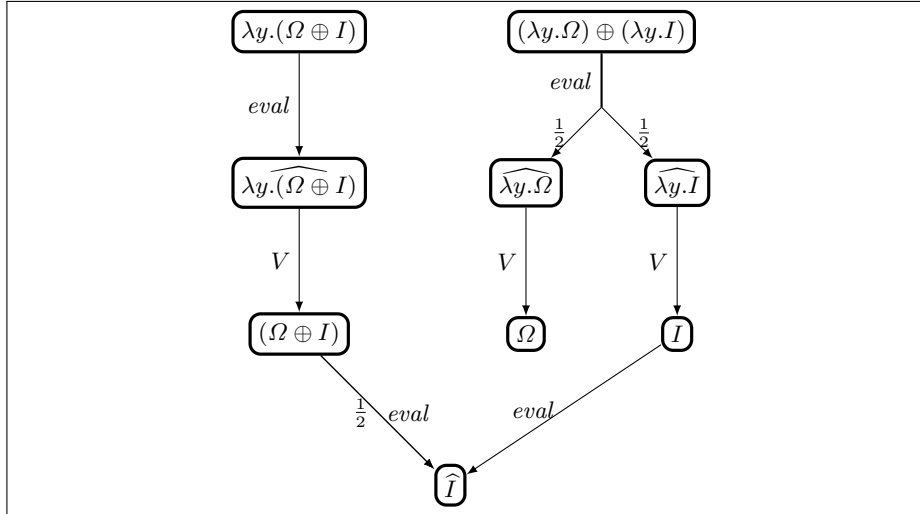 λy.(Ω ⊕ I) (λy.Ω) ⊕ (λy.I)
eval eval
½ ½
λy.(Ω ⊕ I)^ λy.Ω^ λy.I^
V V V
(Ω ⊕ I) Ω I
½ eval eval
Î